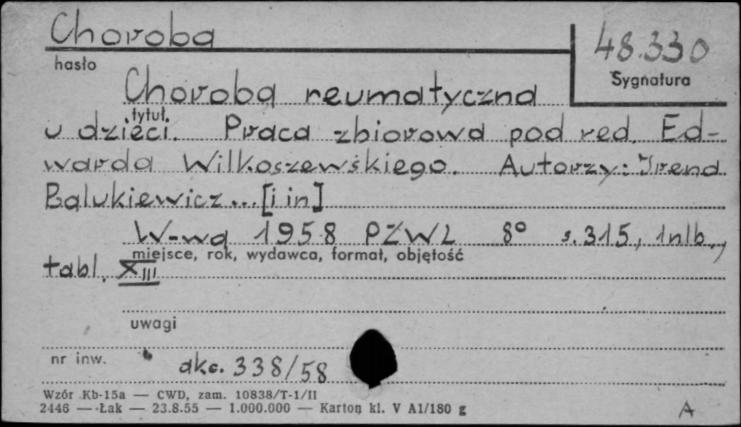 Choroba
hasło
48.330
Sygnatura
Choroba reumatyczna
tytuł
u dzieci. Praca zbiorowa pod red. Ed-
warda Wilkoszewskiego. Autorzy: Irena
Bałukiewicz... [i in]
W-wa 1958 PZWL 8° s. 315, 1nlb.,
miejsce, rok, wydawca, format, objętość
tabl. XIII
uwagi
nr inw.
akc. 338/58
Wzór Kb-15a — CWD, zam. 10838/T-1/II
2446 — Łak — 23.8.55 — 1.000.000 — Karton kl. V A1/180 g
A